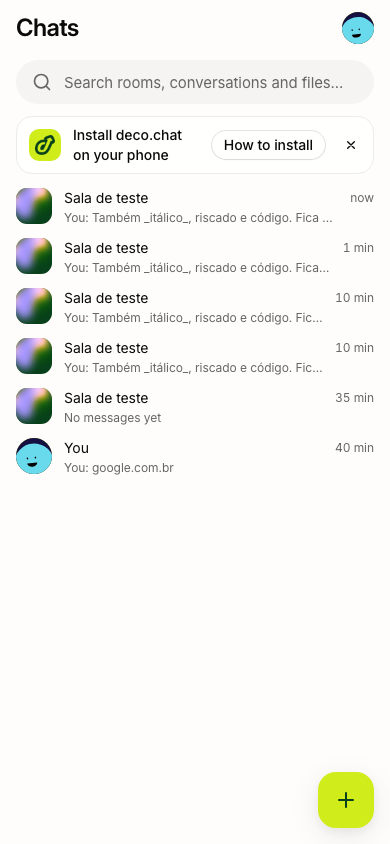 Chats
Search rooms, conversations and files...
Install deco.chat
on your phone
How to install
Sala de teste
now
You: Também _itálico_, riscado e código. Fica ...
Sala de teste
1 min
You: Também _itálico_, riscado e código. Fica...
Sala de teste
10 min
You: Também _itálico_, riscado e código. Fic...
Sala de teste
10 min
You: Também _itálico_, riscado e código. Fic...
Sala de teste
35 min
No messages yet
You
40 min
You: google.com.br